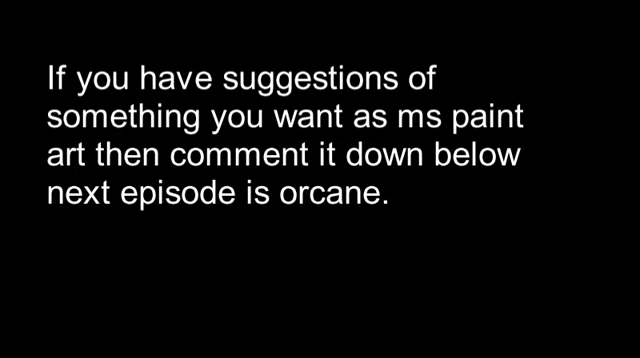 If you have suggestions of
something you want as ms paint
art then comment it down below
next episode is orcane.